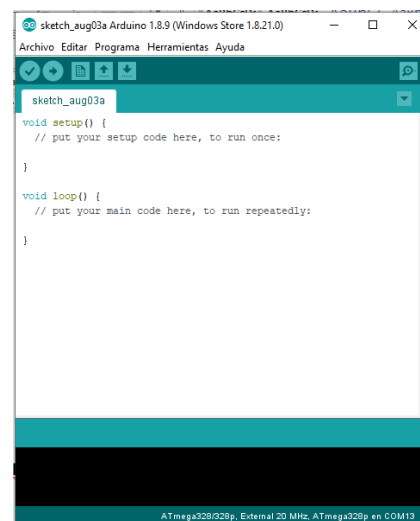 sketch_aug03a Arduino 1.8.9 (Windows Store 1.8.21.0)
Archivo Editar Programa Herramientas Ayuda
sketch_aug03a
void setup() {
  // put your setup code here, to run once:
}
void loop() {
  // put your main code here, to run repeatedly:
}
ATmega328/328p, External 20 MHz, ATmega328p en COM13